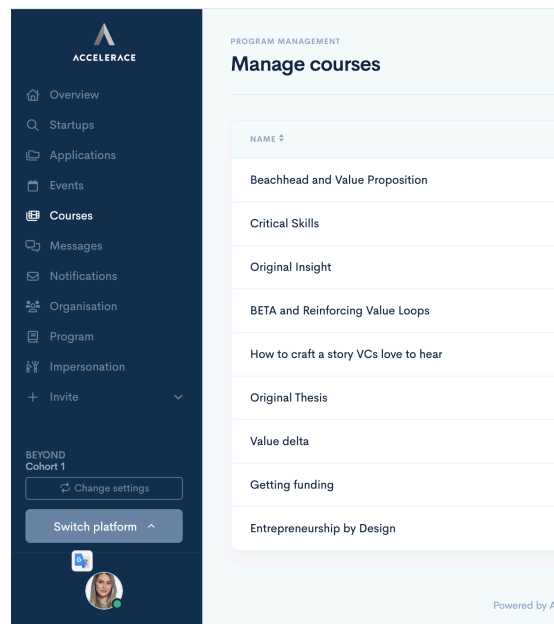 ACCELERACE
Overview
Startups
Applications
Events
Courses
Messages
Notifications
Organisation
Program
Impersonation
Invite
BEYOND
Cohort 1
Change settings
Switch platform
PROGRAM MANAGEMENT
Manage courses
NAME
Beachhead and Value Proposition
Critical Skills
Original Insight
BETA and Reinforcing Value Loops
How to craft a story VCs love to hear
Original Thesis
Value delta
Getting funding
Entrepreneurship by Design
Powered by A